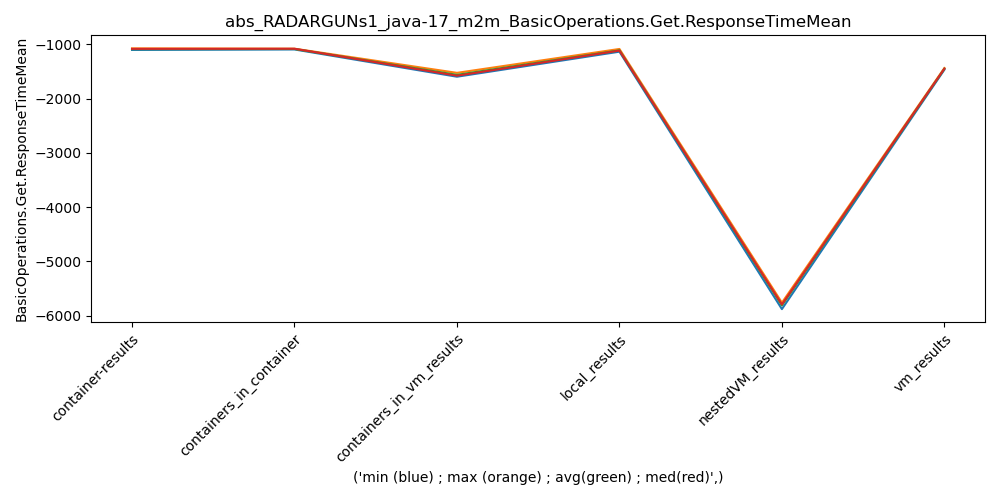 abs_RADARGUNs1_java-17_m2m_BasicOperations.Get.ResponseTimeMean
BasicOperations.Get.ResponseTimeMean
−1000
−2000
−3000
−4000
−5000
−6000
container-results
containers_in_container
containers_in_vm_results
local_results
nestedVM_results
vm_results
('min (blue) ; max (orange) ; avg(green) ; med(red)',)